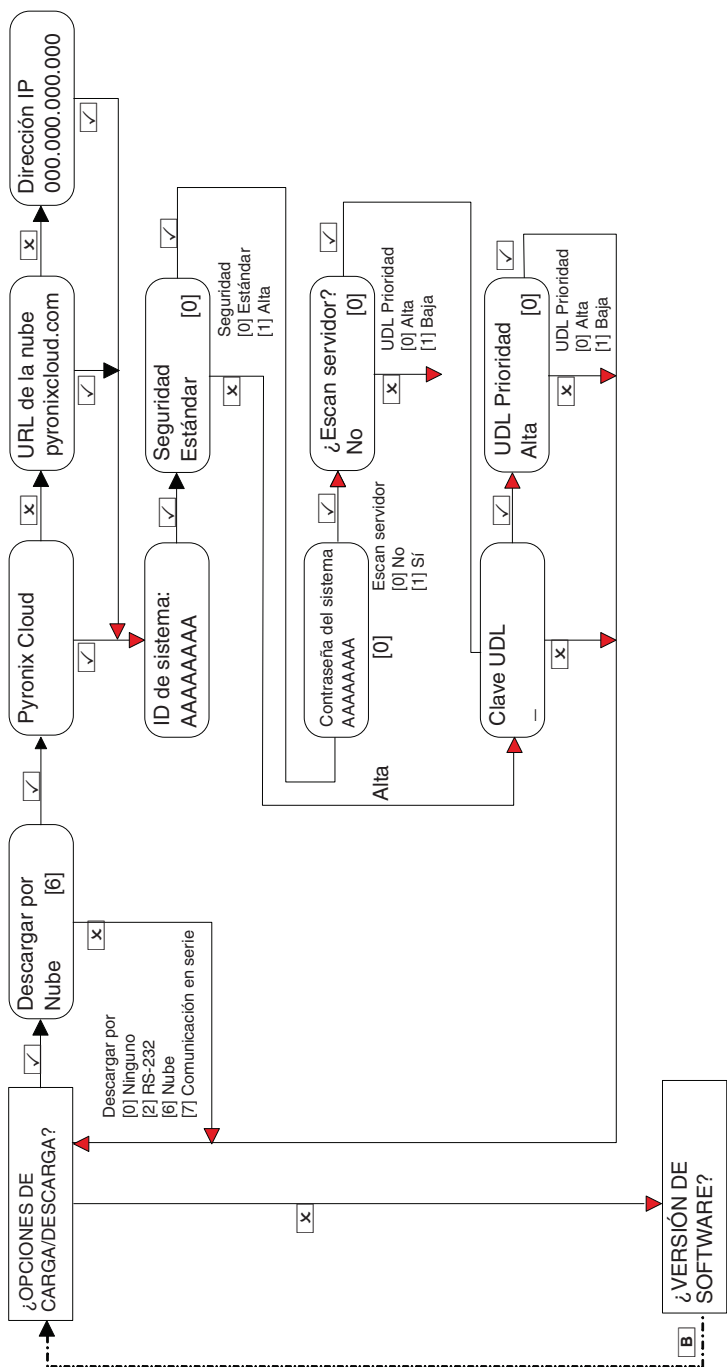 ¿OPCIONES DE
CARGA/DESCARGA?
Descargar por
Nube [6]
Pyronix Cloud
URL de la nube
pyronixcloud.com
Dirección IP
000.000.000.000
Descargar por
[0] Ninguno
[2] RS-232
[6] Nube
[7] Comunicación en serie
ID de sistema:
AAAAAAAA
Seguridad
Estándar [0]
Seguridad
[0] Estándar
[1] Alta
Contraseña del sistema
AAAAAAAA
[0]
Escan servidor
[0] No
[1] Sí
¿Escan servidor?
No [0]
UDL Prioridad
[0] Alta
[1] Baja
Alta
Clave UDL
_
UDL Prioridad
Alta [0]
UDL Prioridad
[0] Alta
[1] Baja
¿VERSIÓN DE
SOFTWARE?
B